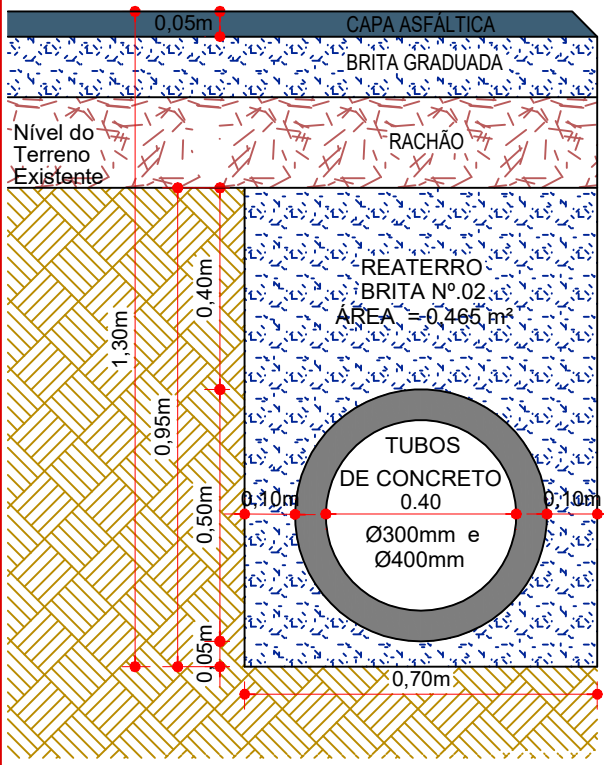 0,05m
CAPA ASFÁLTICA
BRITA GRADUADA
Nível do
Terreno
Existente
RACHÃO
0,40m
REATERRO
BRITA Nº.02
ÁREA = 0.465 m²
1,30m
0,95m
TUBOS
DE CONCRETO
0,10m
0.40
0,10m
0,50m
Ø300mm e
Ø400mm
0,05m
0,70m